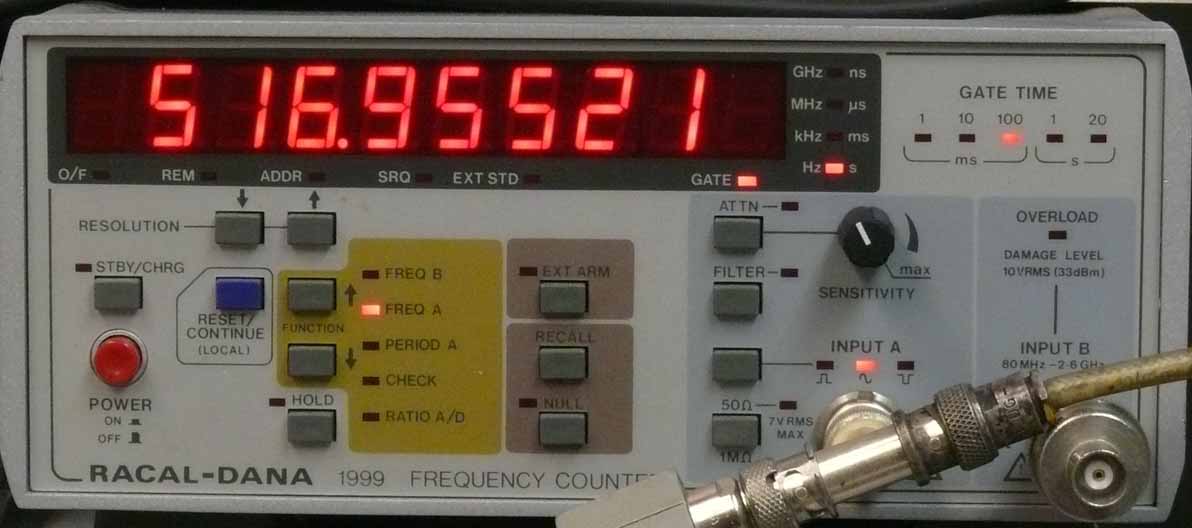 516.95521
GHz ns
MHz µs
kHz ms
Hz s
O/F REM ADDR SRQ EXT STD GATE
GATE TIME
1 10 100 1 20
ms s
RESOLUTION
STBY/CHRG
RESET/
CONTINUE
(LOCAL)
POWER
ON
OFF
FUNCTION
HOLD
FREQ B
FREQ A
PERIOD A
CHECK
RATIO A/D
EXT ARM
RECALL
NULL
ATTN
FILTER
max
SENSITIVITY
INPUT A
50Ω
7V RMS
MAX
1MΩ
OVERLOAD
DAMAGE LEVEL
10VRMS (33dBm)
INPUT B
80 MHz – 2·6 GHz
RACAL-DANA 1999 FREQUENCY